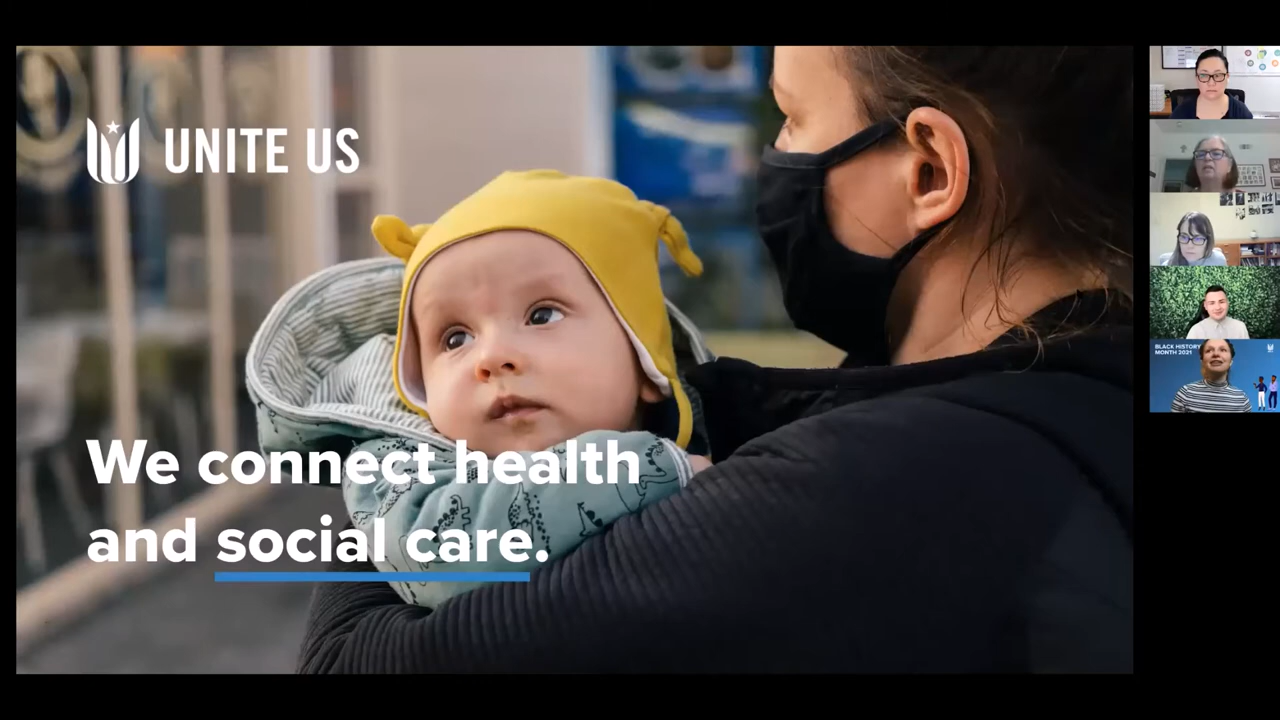 UNITE US
We connect health
and social care.
BLACK HISTORY
MONTH 2021